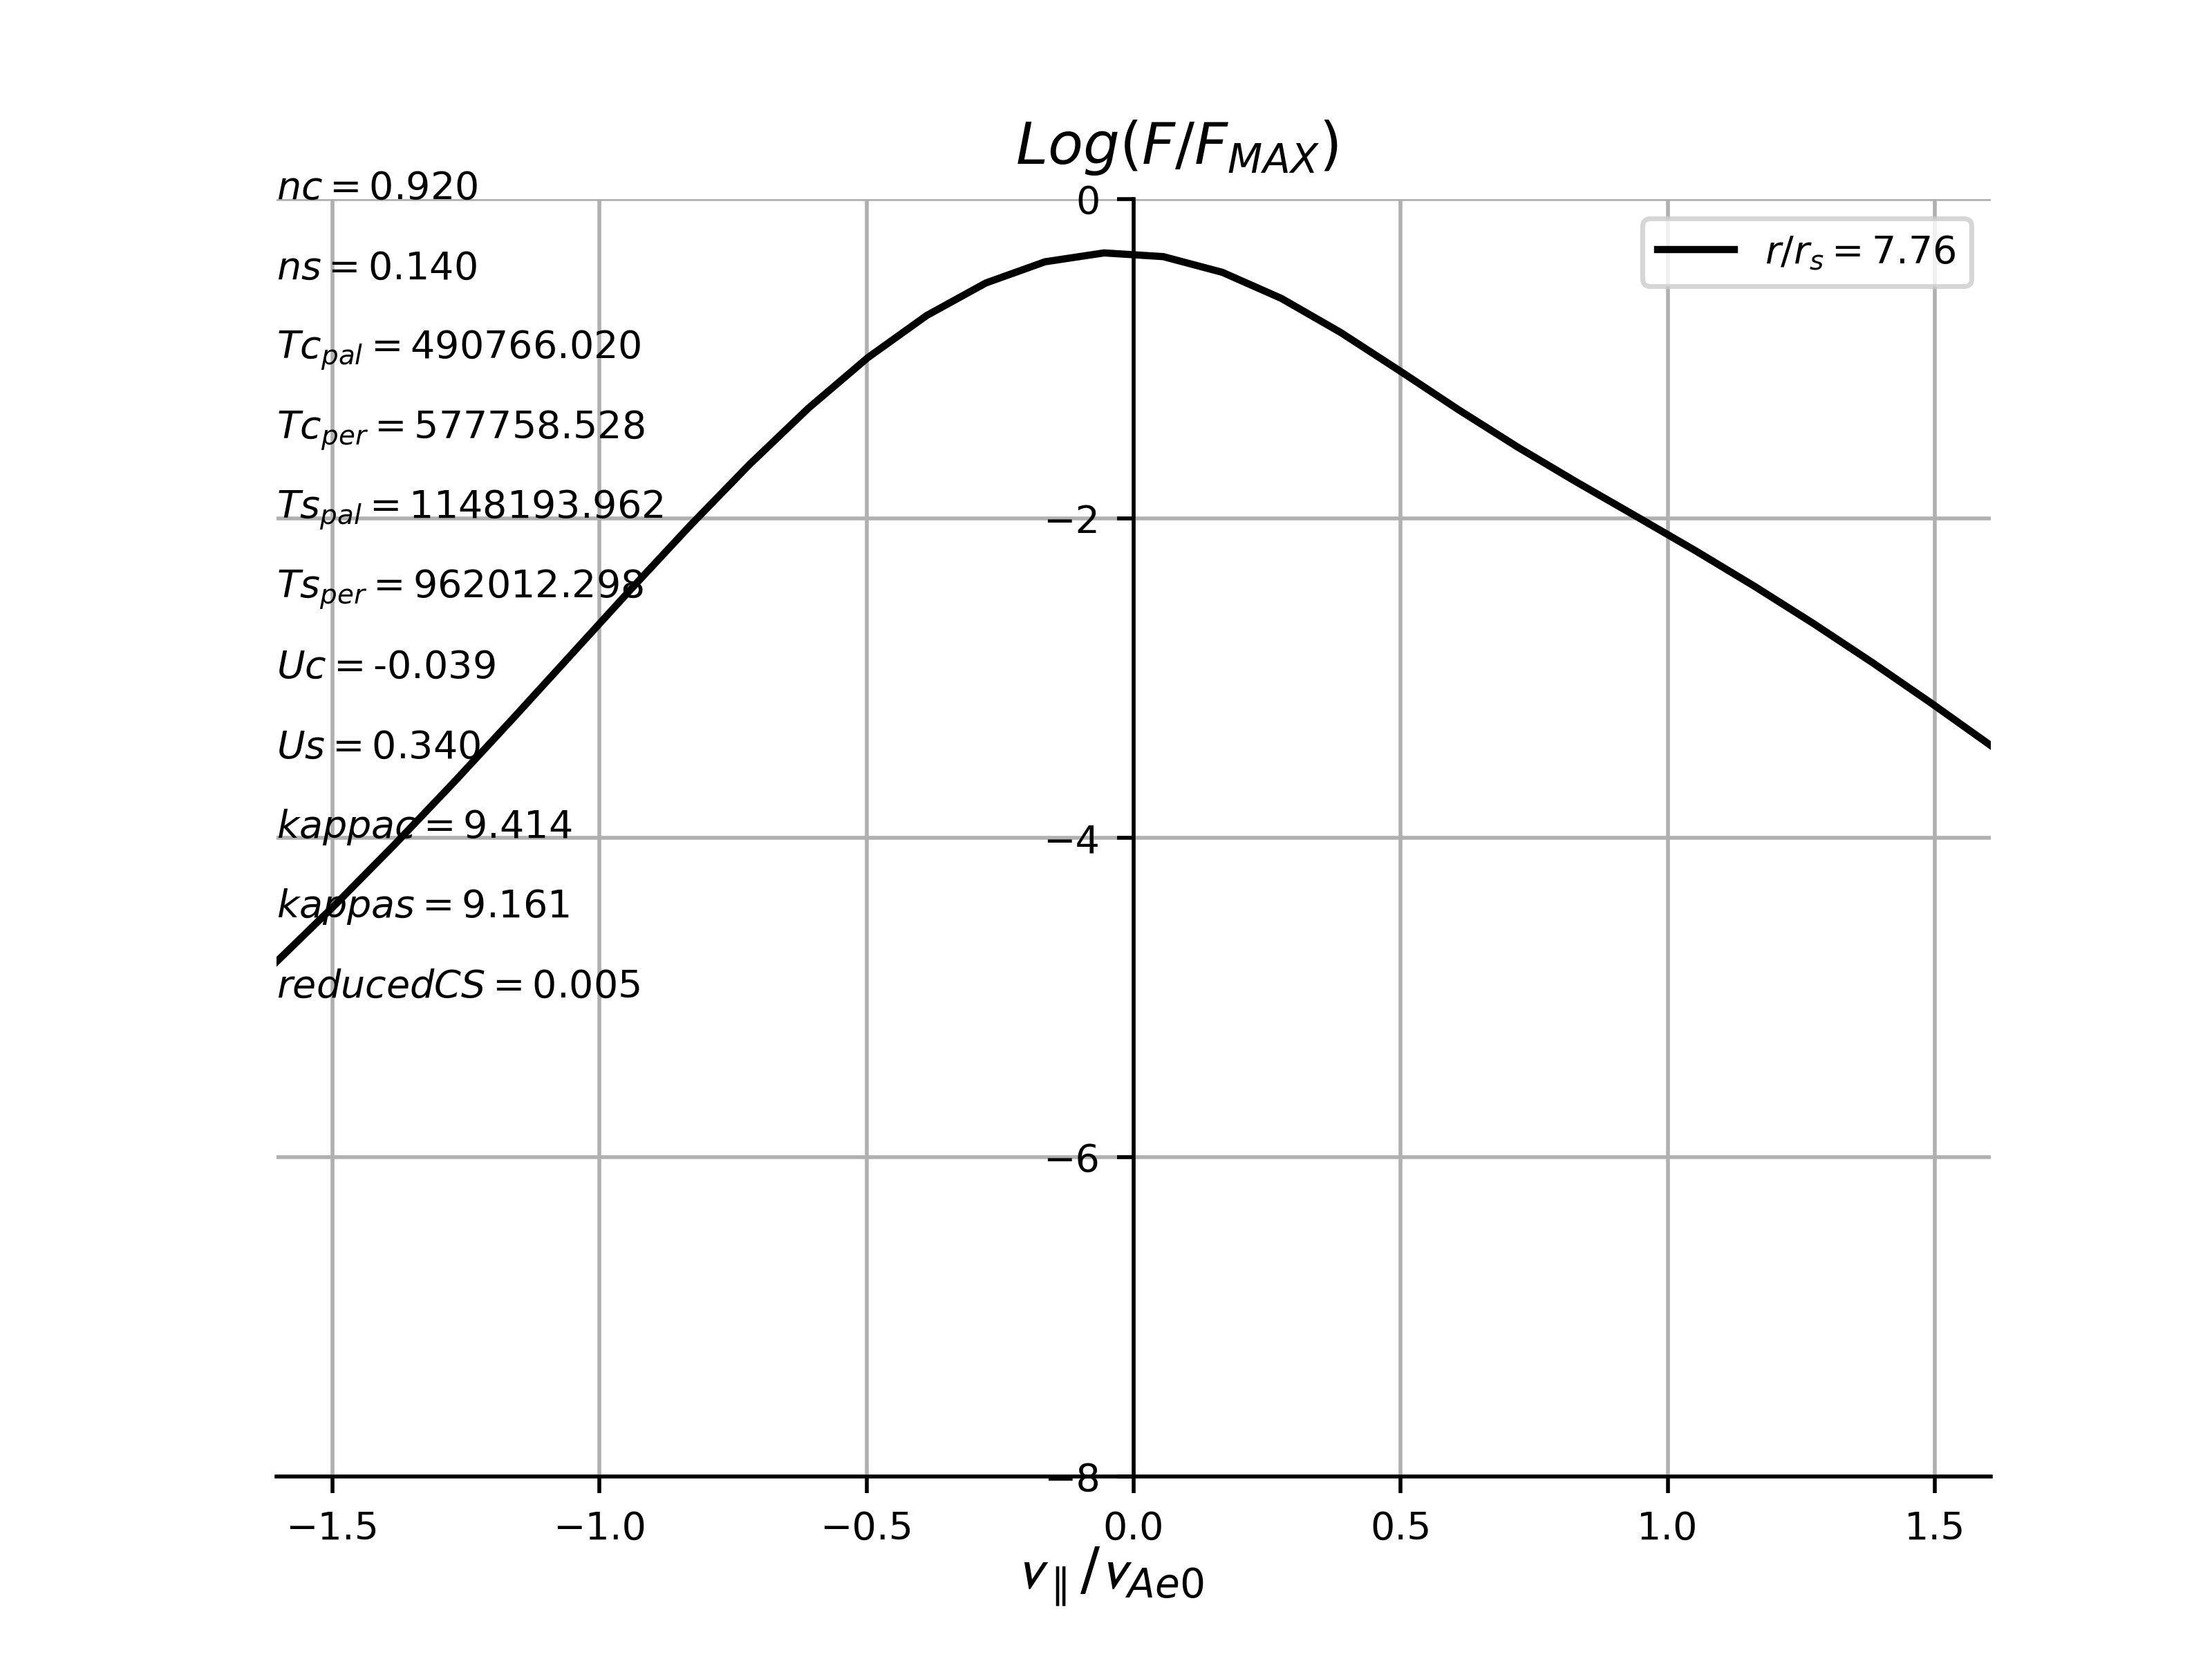 Log(F/F_MAX)
nc = 0.920
0
r/r_s = 7.76
ns = 0.140
Tc_pal = 490766.020
Tc_per = 577758.528
Ts_pal = 1148193.962
−2
Ts_per = 962012.298
Uc = -0.039
Us = 0.340
kappac = 9.414
−4
kappas = 9.161
reducedCS = 0.005
−6
−8
−1.5 −1.0 −0.5 0.0 0.5 1.0 1.5
v_∥/v_Ae0